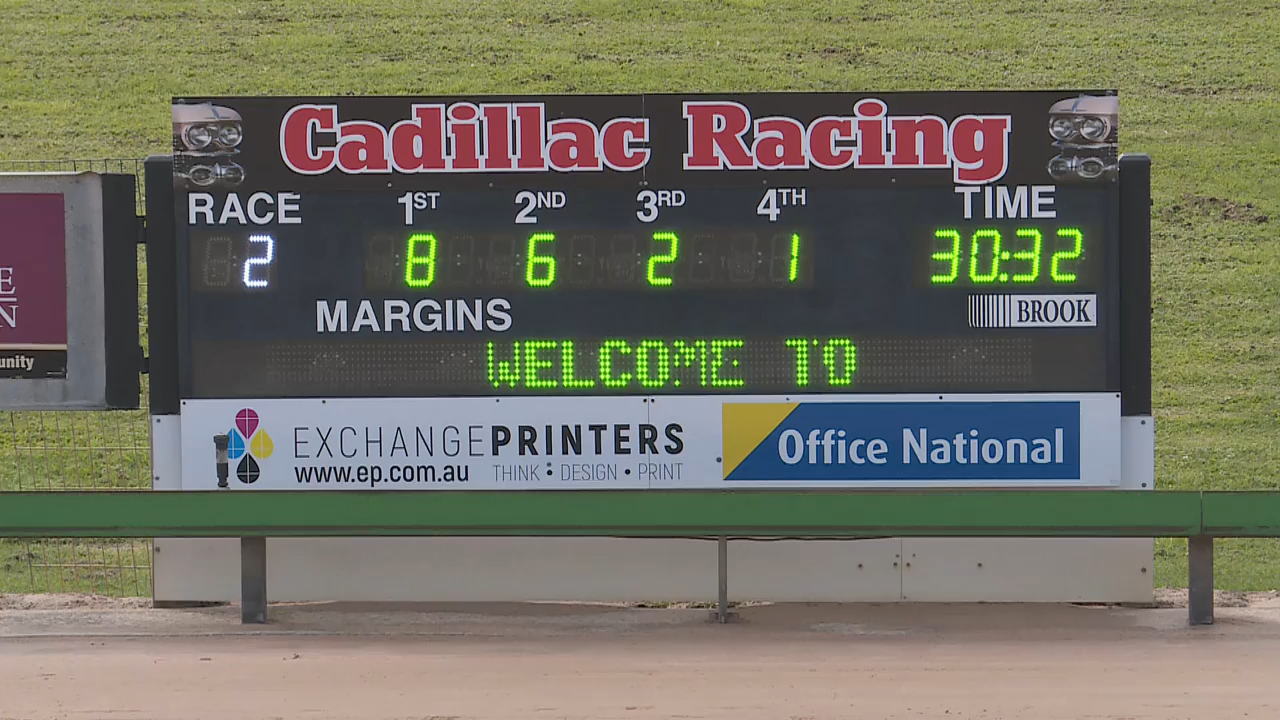 Cadillac Racing
RACE 1ST 2ND 3RD 4TH TIME
2 8 6 2 1 30:32
MARGINS
BROOK
WELCOME TO
EXCHANGEPRINTERS
www.ep.com.au THINK • DESIGN • PRINT
Office National
E
N
unity